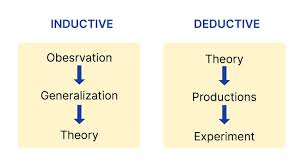 INDUCTIVE
Obesrvation
Generalization
Theory
DEDUCTIVE
Theory
Productions
Experiment